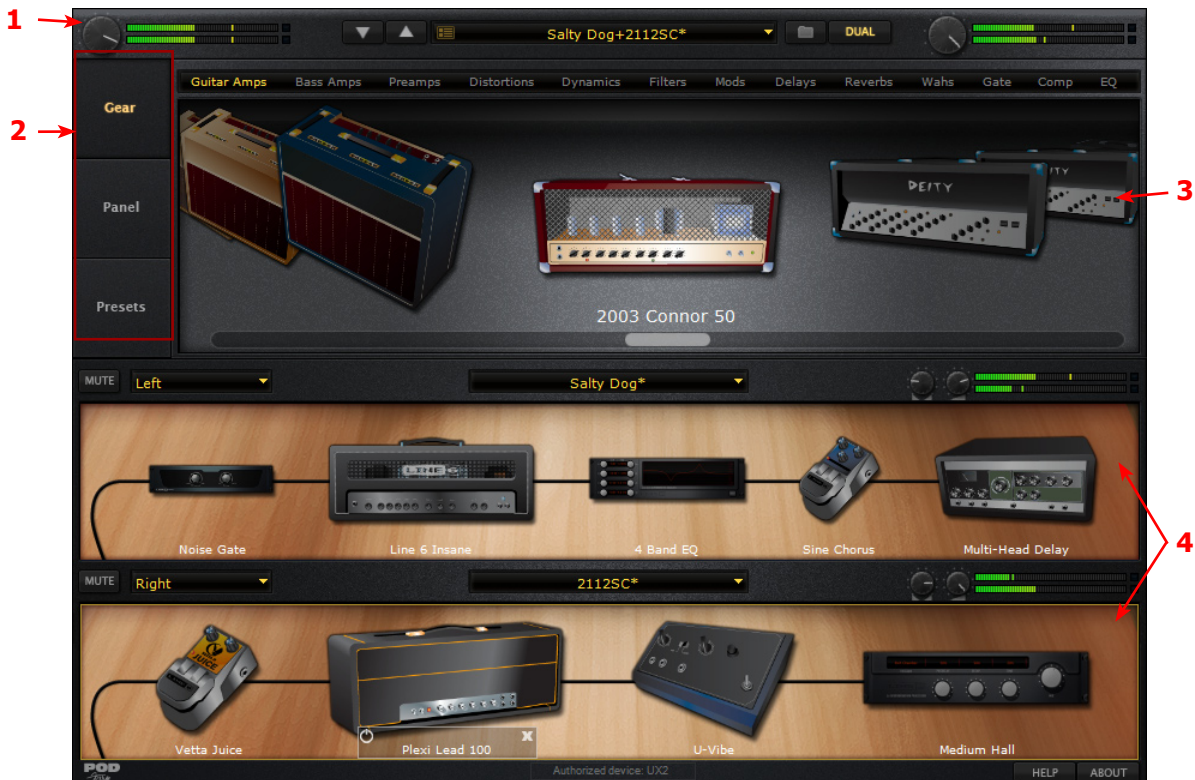 1
Salty Dog+2112SC*
DUAL
2
Gear
Panel
Presets
Guitar Amps Bass Amps Preamps Distortions Dynamics Filters Mods Delays Reverbs Wahs Gate Comp EQ
DEITY
3
2003 Connor 50
MUTE Left Salty Dog*
LINE 6
Noise Gate Line 6 Insane 4 Band EQ Sine Chorus Multi-Head Delay
4
MUTE Right 2112SC*
JUICE
Vetta Juice Plexi Lead 100 X U-Vibe Medium Hall
POD
Authorized device: UX2
HELP ABOUT